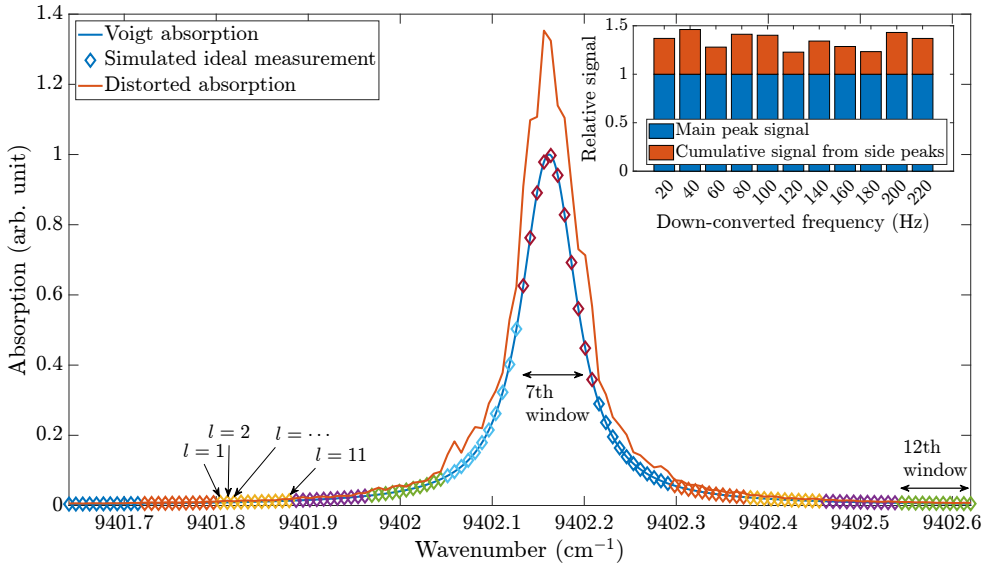 Voigt absorption
Simulated ideal measurement
Distorted absorption
Absorption (arb. unit)
1.4
1.2
1
0.8
0.6
0.4
0.2
0
9401.7
9401.8
9401.9
9402
9402.1
9402.2
9402.3
9402.4
9402.5
9402.6
Wavenumber (cm⁻¹)
l = 1
l = 2
l = ···
l = 11
7th
window
12th
window
Relative signal
1.5
1
0.5
0
Main peak signal
Cumulative signal from side peaks
20
40
60
80
100
120
140
160
180
200
220
Down-converted frequency (Hz)